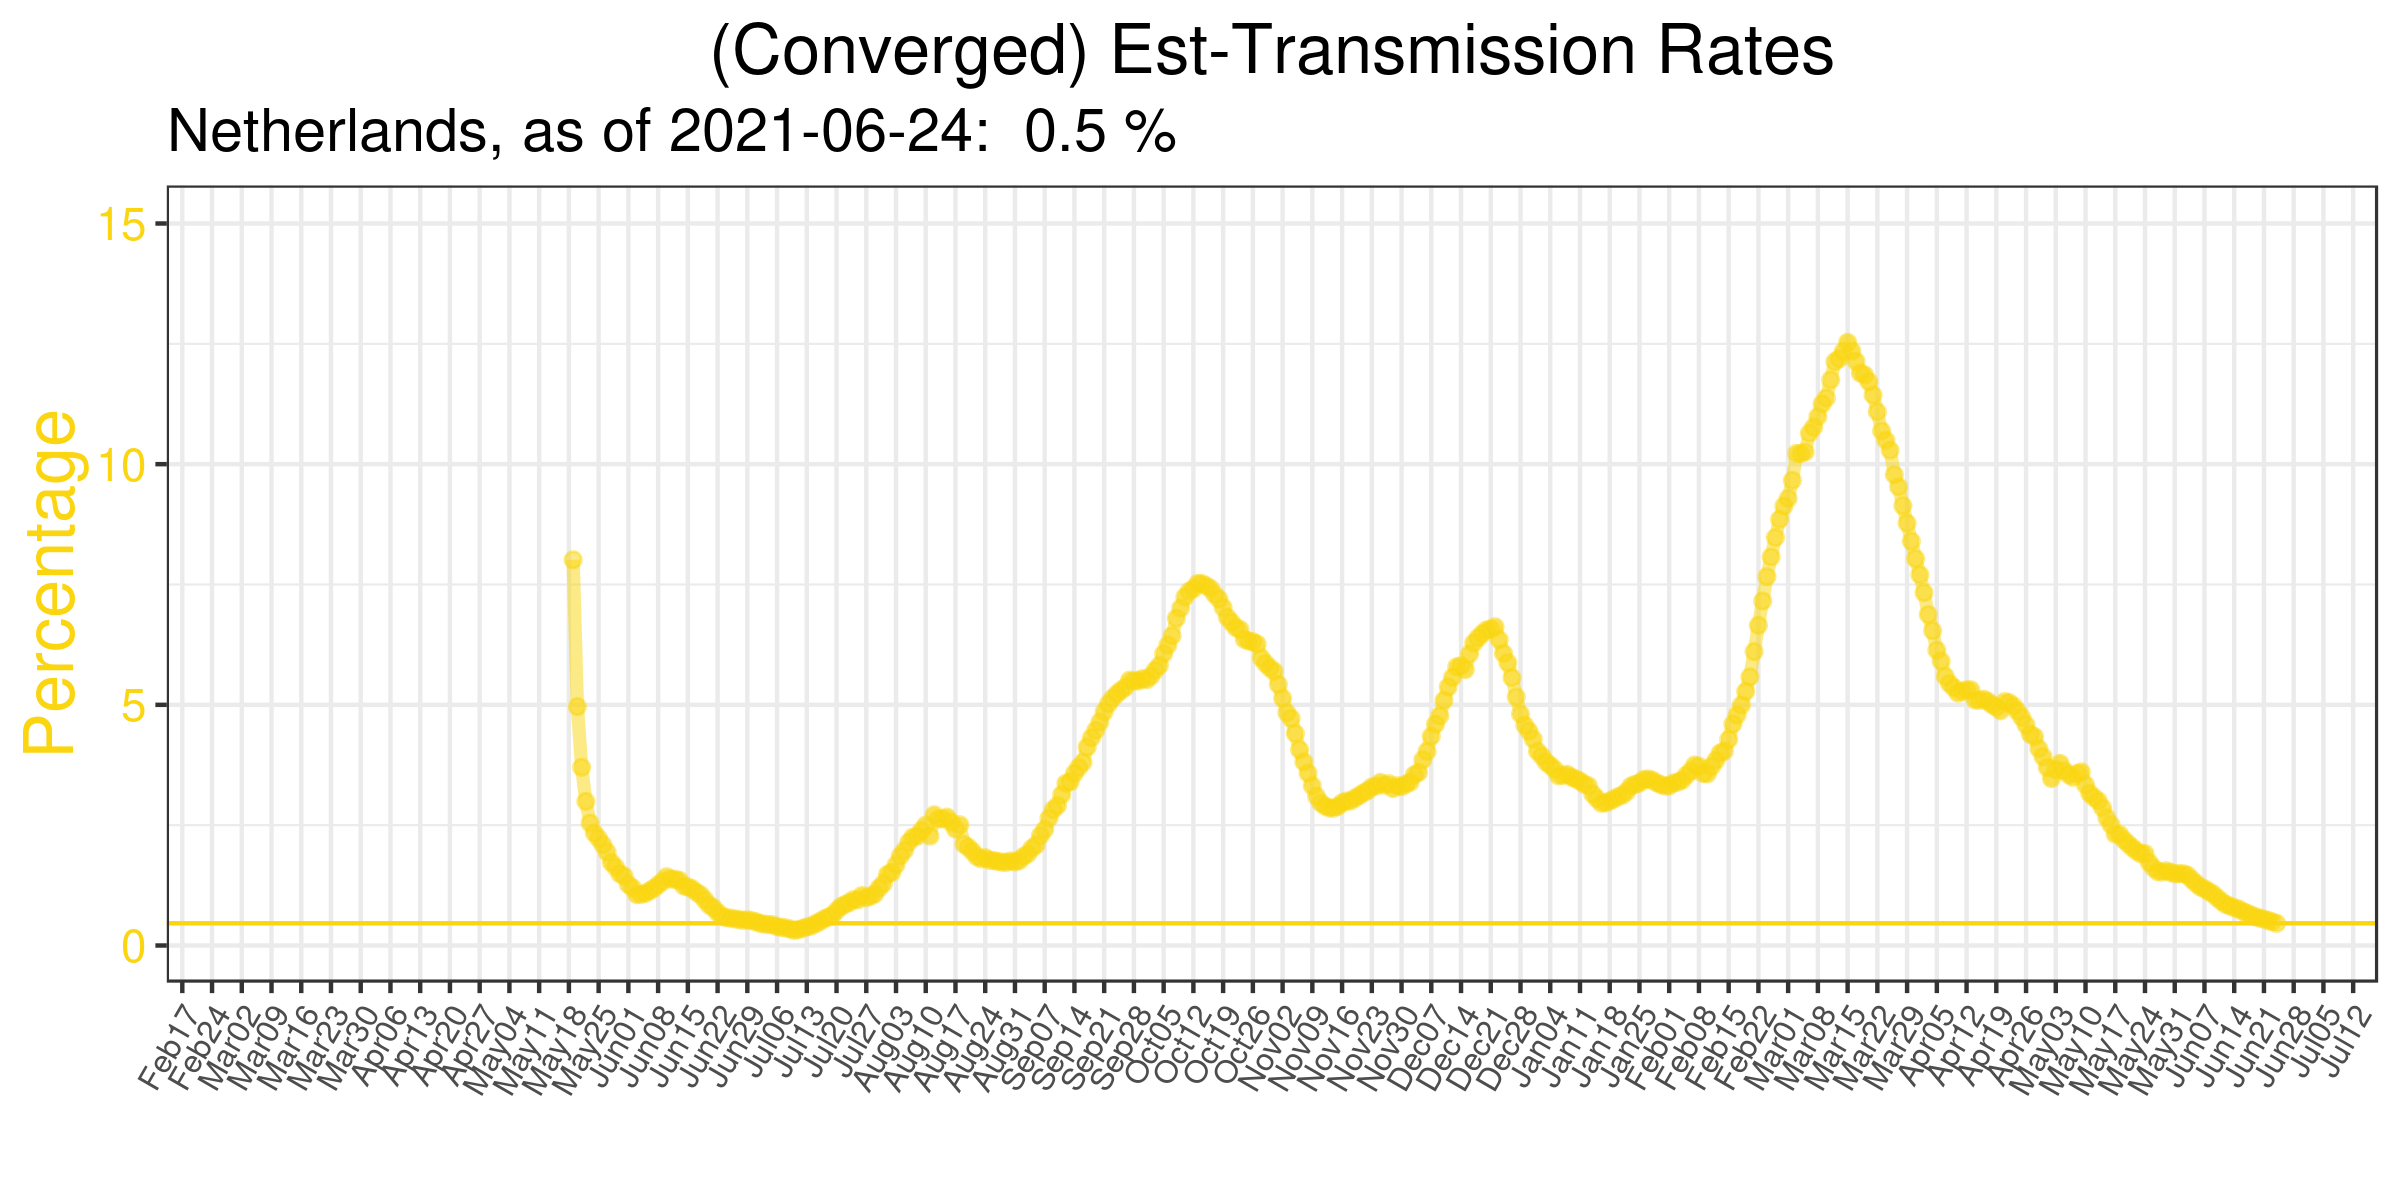 (Converged) Est-Transmission Rates
Netherlands, as of 2021-06-24:  0.5 %
Percentage
15
10
5
0
Feb17
Feb24
Mar02
Mar09
Mar16
Mar23
Mar30
Apr06
Apr13
Apr20
Apr27
May04
May11
May18
May25
Jun01
Jun08
Jun15
Jun22
Jun29
Jul06
Jul13
Jul20
Jul27
Aug03
Aug10
Aug17
Aug24
Aug31
Sep07
Sep14
Sep21
Sep28
Oct05
Oct12
Oct19
Oct26
Nov02
Nov09
Nov16
Nov23
Nov30
Dec07
Dec14
Dec21
Dec28
Jan04
Jan11
Jan18
Jan25
Feb01
Feb08
Feb15
Feb22
Mar01
Mar08
Mar15
Mar22
Mar29
Apr05
Apr12
Apr19
Apr26
May03
May10
May17
May24
May31
Jun07
Jun14
Jun21
Jun28
Jul05
Jul12